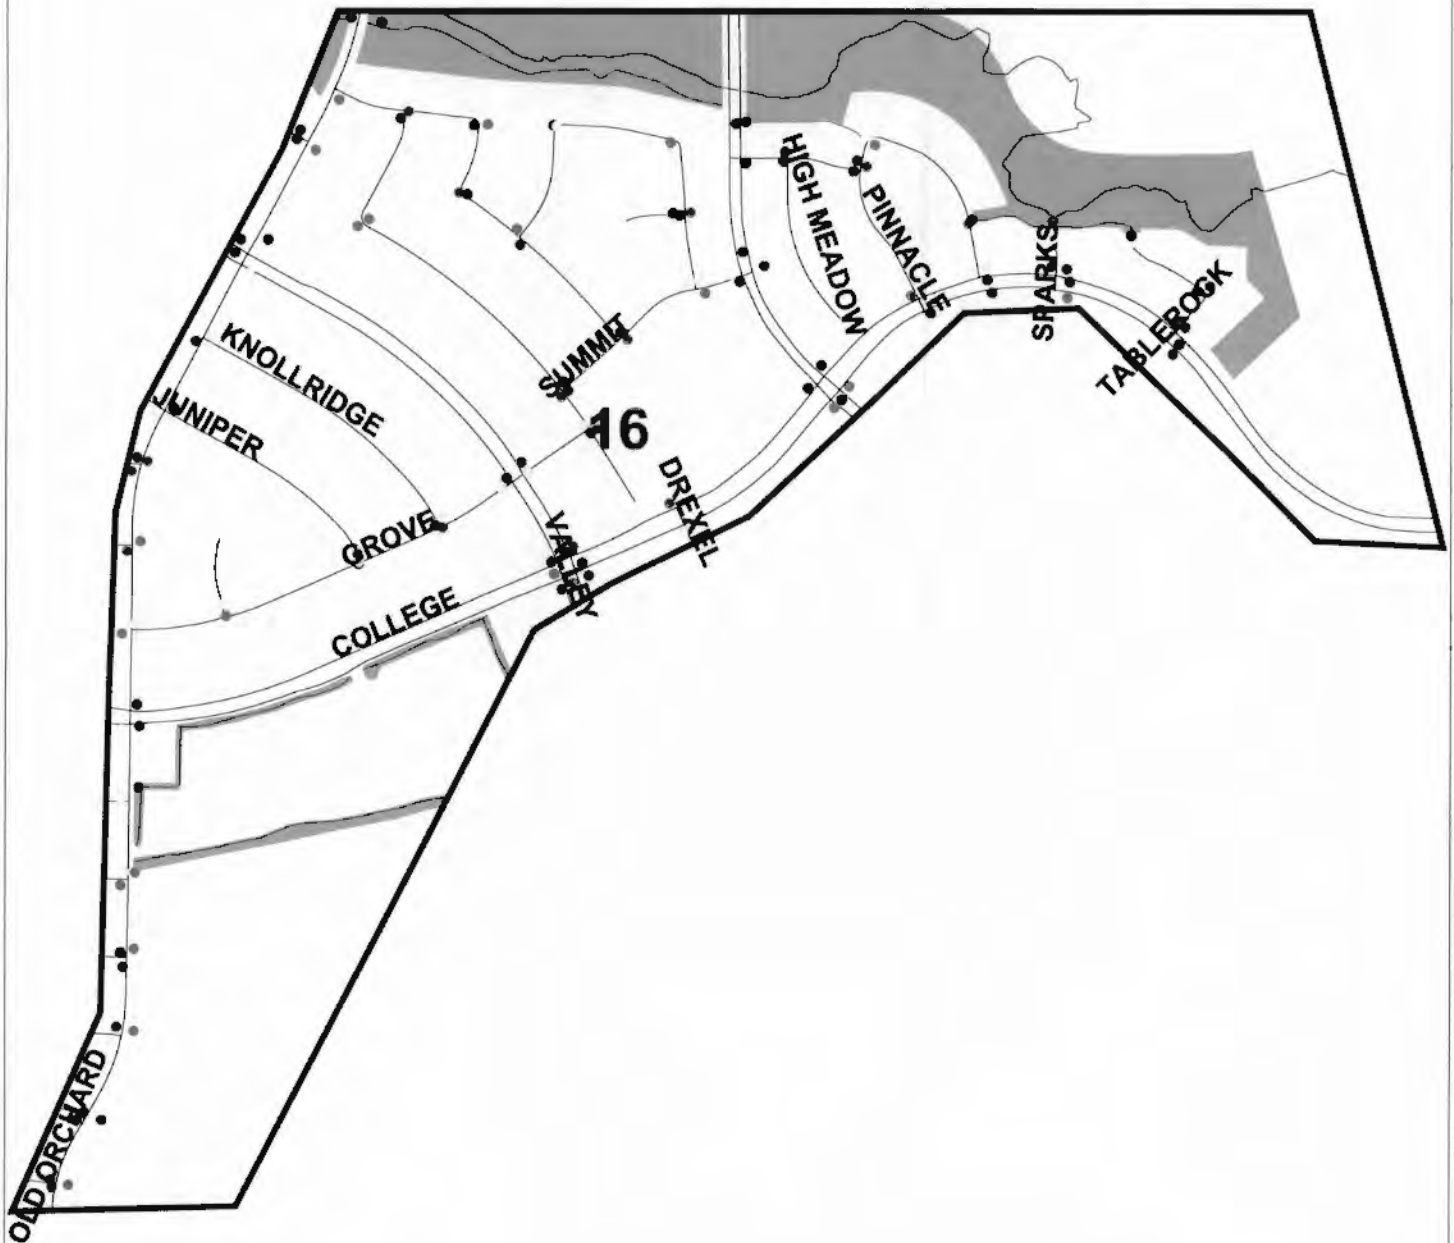 HIGH MEADOW
PINNACLE
SPARKS
TABLEROCK
KNOLLRIDGE
SUMMIT
JUNIPER
16
DREXEL
GROVE
VALLEY
COLLEGE
OLD ORCHARD